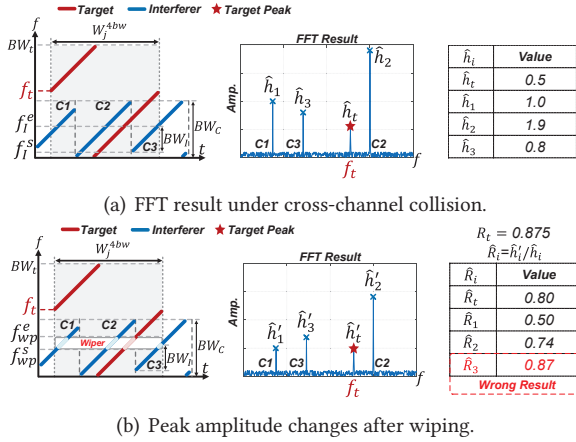 f
Target
Interferer
Target Peak
W_j^{4bw}
BW_t
f_t
C1
C2
C3
f_I^e
f_I^s
BW_I
BW_C
t
FFT Result
Amp.
ĥ_1
ĥ_3
ĥ_t
ĥ_2
C1
C3
C2
f_t
f
ĥ_i Value
ĥ_t 0.5
ĥ_1 1.0
ĥ_2 1.9
ĥ_3 0.8
(a) FFT result under cross-channel collision.
f
Target
Interferer
Target Peak
W_j^{4bw}
BW_t
f_t
C1
C2
C3
f_{wp}^e
f_{wp}^s
Wiper
BW_I
BW_C
t
FFT Result
Amp.
ĥ'_1
ĥ'_3
ĥ'_t
ĥ'_2
C1
C3
C2
f_t
f
R_t = 0.875
R̂_i=ĥ'_i/ĥ_i
R̂_i Value
R̂_t 0.80
R̂_1 0.50
R̂_2 0.74
R̂_3 0.87
Wrong Result
(b) Peak amplitude changes after wiping.